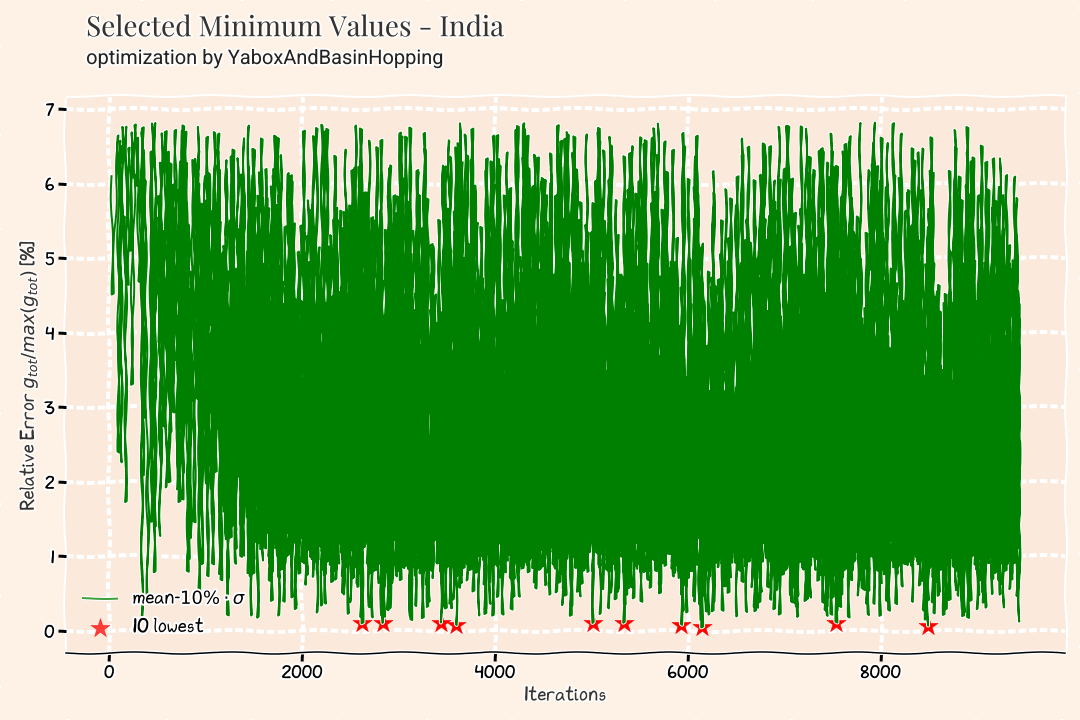 Selected Minimum Values - India
optimization by YaboxAndBasinHopping
7
6
5
4
3
2
1
0
Relative Error g_tot/max(g_tot) [%]
mean-10% · σ
10 lowest
0 2000 4000 6000 8000
Iterations